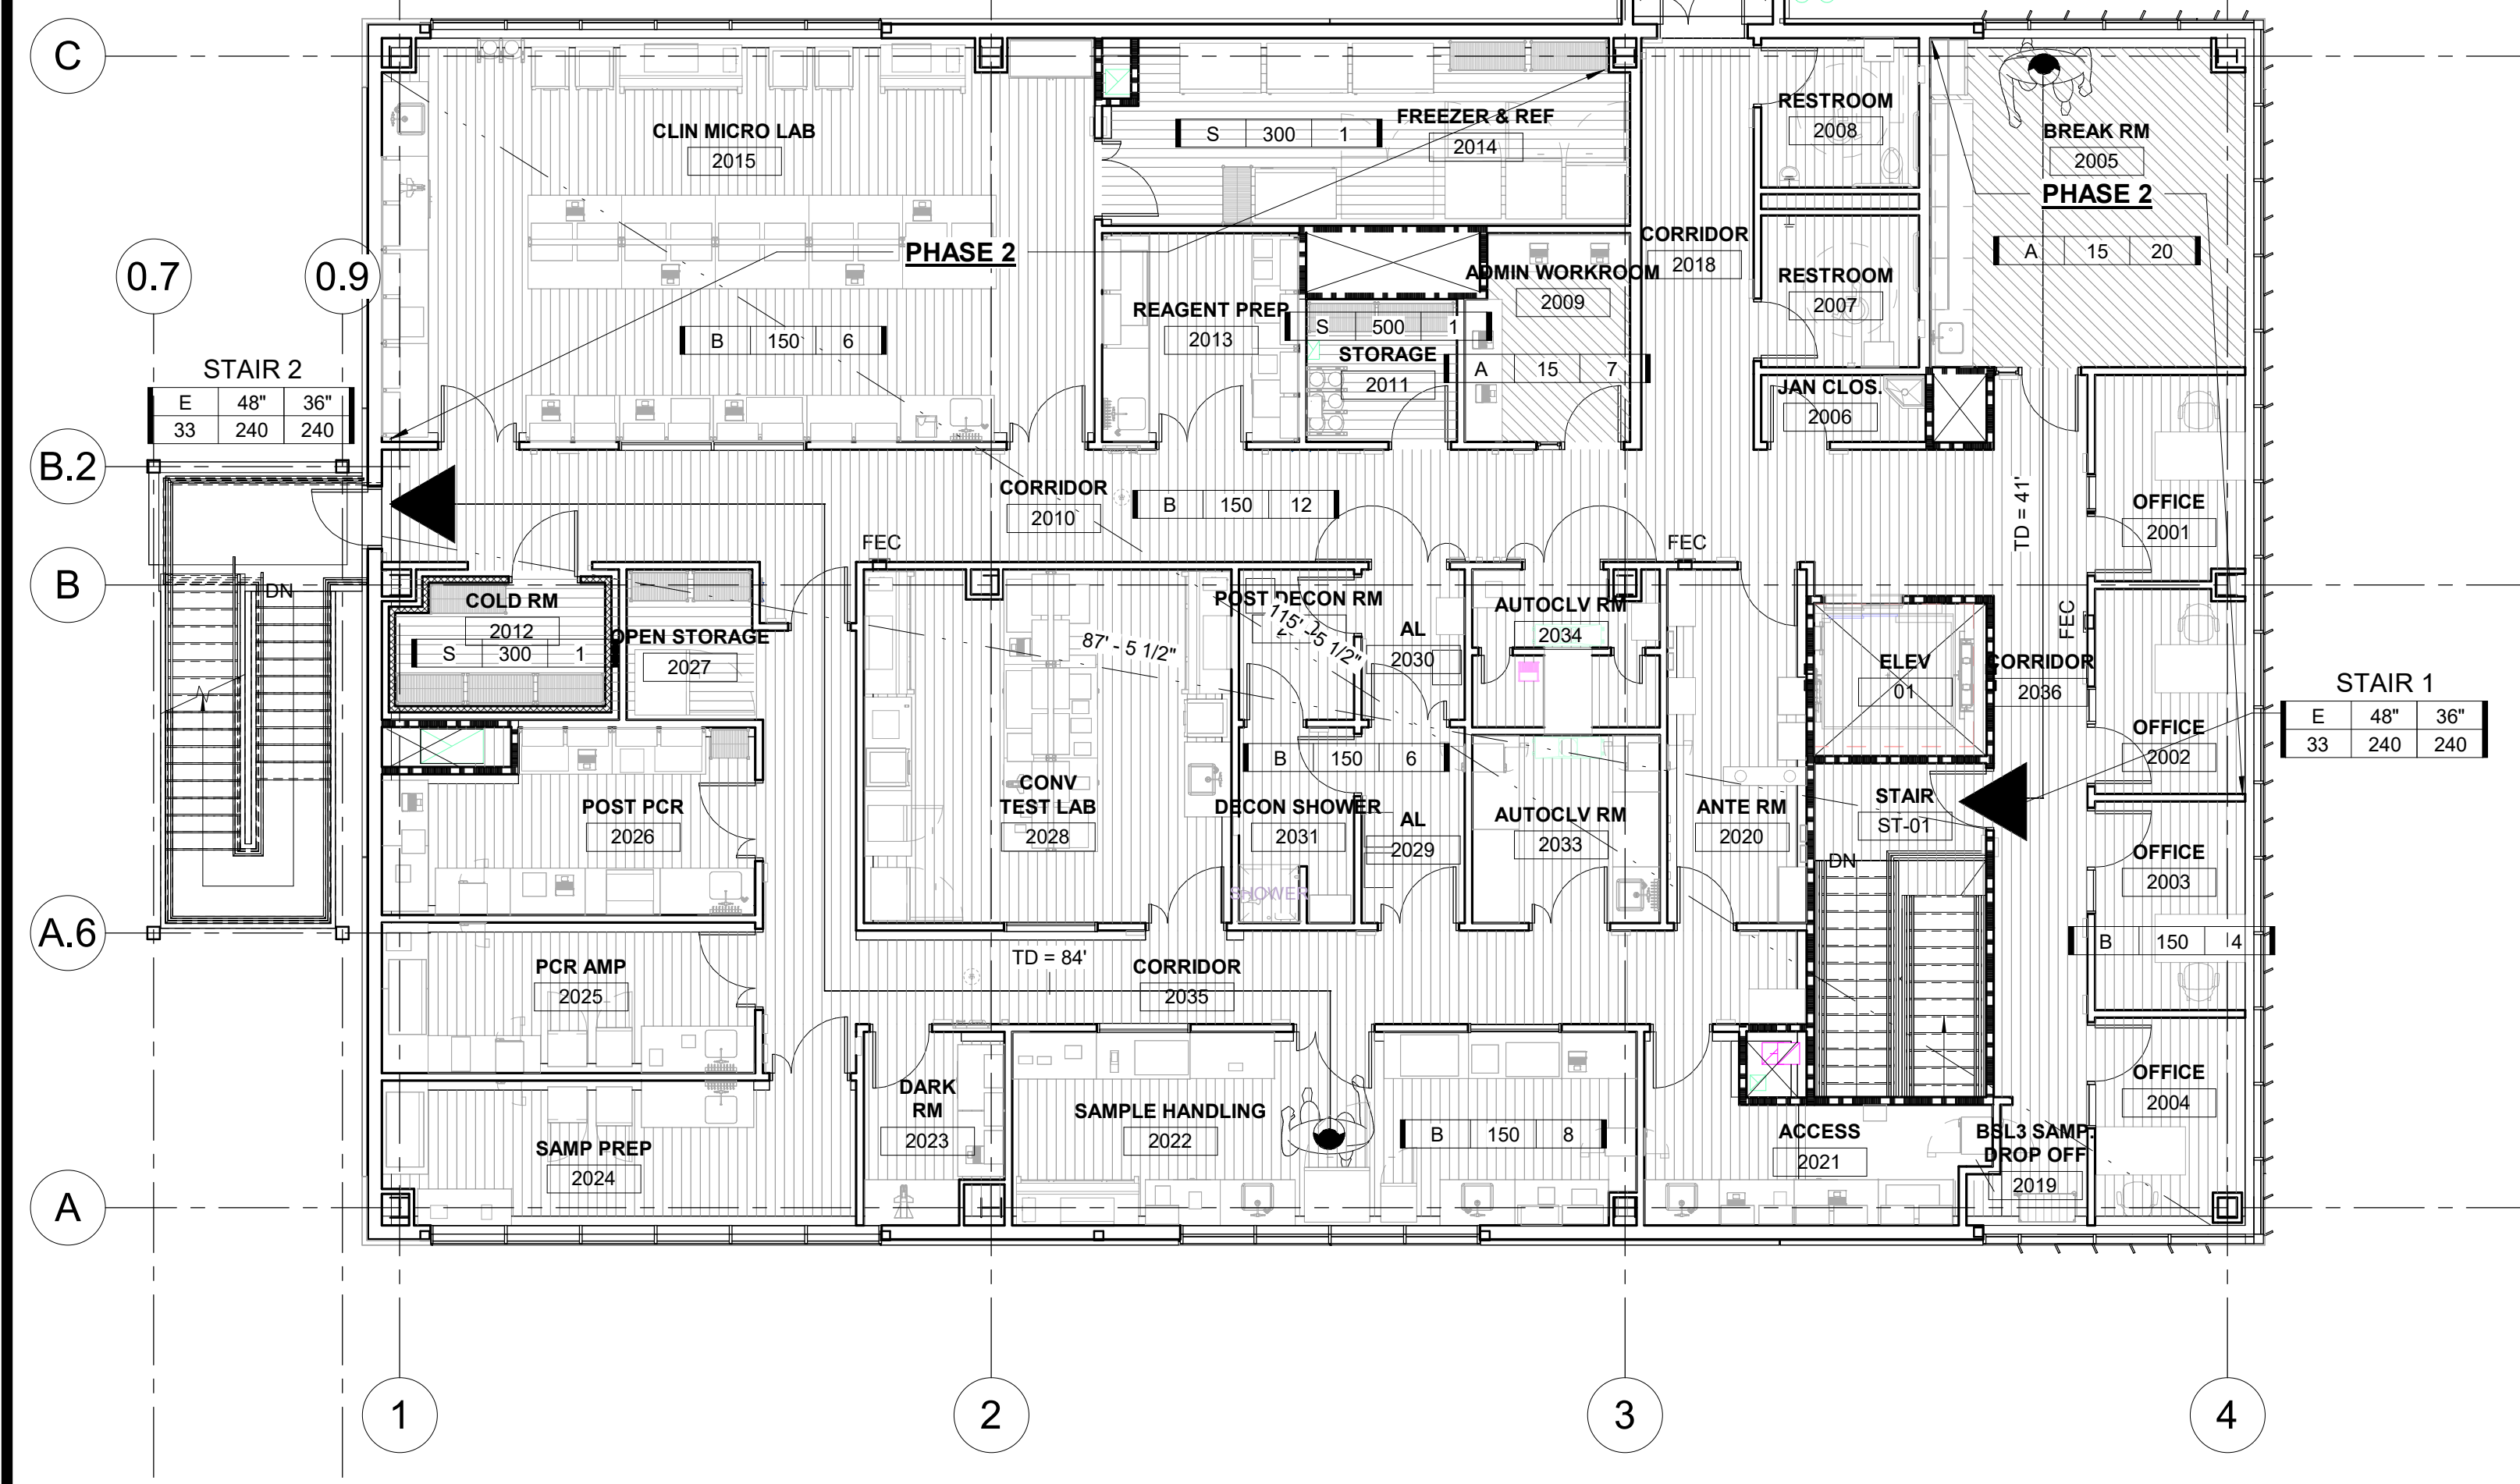 C
CLIN MICRO LAB
2015
S 300 1
FREEZER & REF
2014
RESTROOM
2008
BREAK RM
2005
PHASE 2
A 15 20
0.7
0.9
PHASE 2
CORRIDOR
2018
ADMIN WORKROOM
2009
RESTROOM
2007
REAGENT PREP
2013
S 500 1
STORAGE
2011
A 15 7
B 150 6
STAIR 2
E 48" 36"
33 240 240
JAN CLOS.
2006
B.2
CORRIDOR
2010
B 150 12
TD = 41'
OFFICE
2001
FEC
FEC
B
DN
COLD RM
2012
S 300 1
OPEN STORAGE
2027
87' - 5 1/2"
POST DECON RM
115' - 5 1/2"
AL
2030
AUTOCLV RM
2034
ELEV
01
CORRIDOR
2036
FEC
STAIR 1
E 48" 36"
33 240 240
OFFICE
2002
B 150 6
POST PCR
2026
CONV
TEST LAB
2028
DECON SHOWER
2031
SHOWER
AL
2029
AUTOCLV RM
2033
ANTE RM
2020
STAIR
ST-01
DN
OFFICE
2003
A.6
B 150 4
PCR AMP
2025
TD = 84'
CORRIDOR
2035
OFFICE
2004
DARK
RM
2023
SAMPLE HANDLING
2022
B 150 8
ACCESS
2021
BSL3 SAMP.
DROP OFF
2019
SAMP PREP
2024
A
1
2
3
4